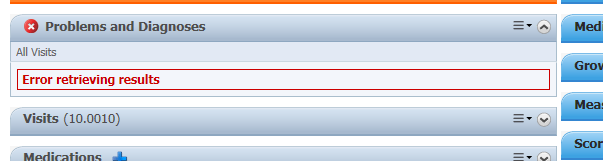 Problems and Diagnoses
All Visits
Error retrieving results
Visits (10.0010)
Medications
Medi
Grow
Meas
Scor